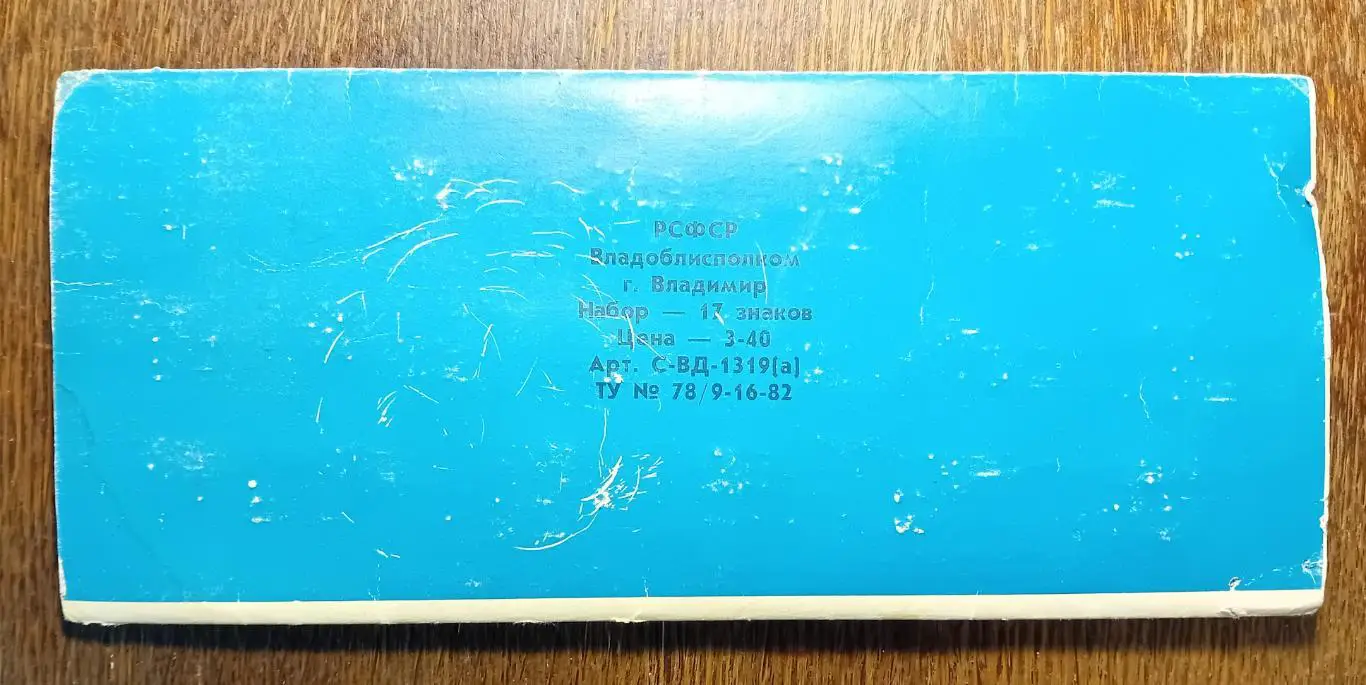 РСФСР
Владоблисполком
г. Владимир
Набор — 17 знаков
Цена — 3-40
Арт. С-ВД-1319(а)
ТУ № 78/9-16-82